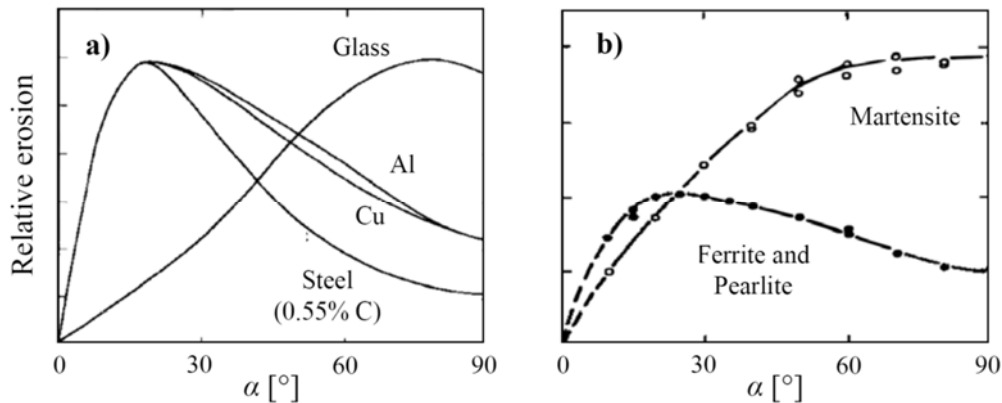 a)
Glass
Al
Cu
Steel
(0.55% C)
Relative erosion
0
30
60
90
α [°]
b)
Martensite
Ferrite and
Pearlite
0
30
60
90
α [°]